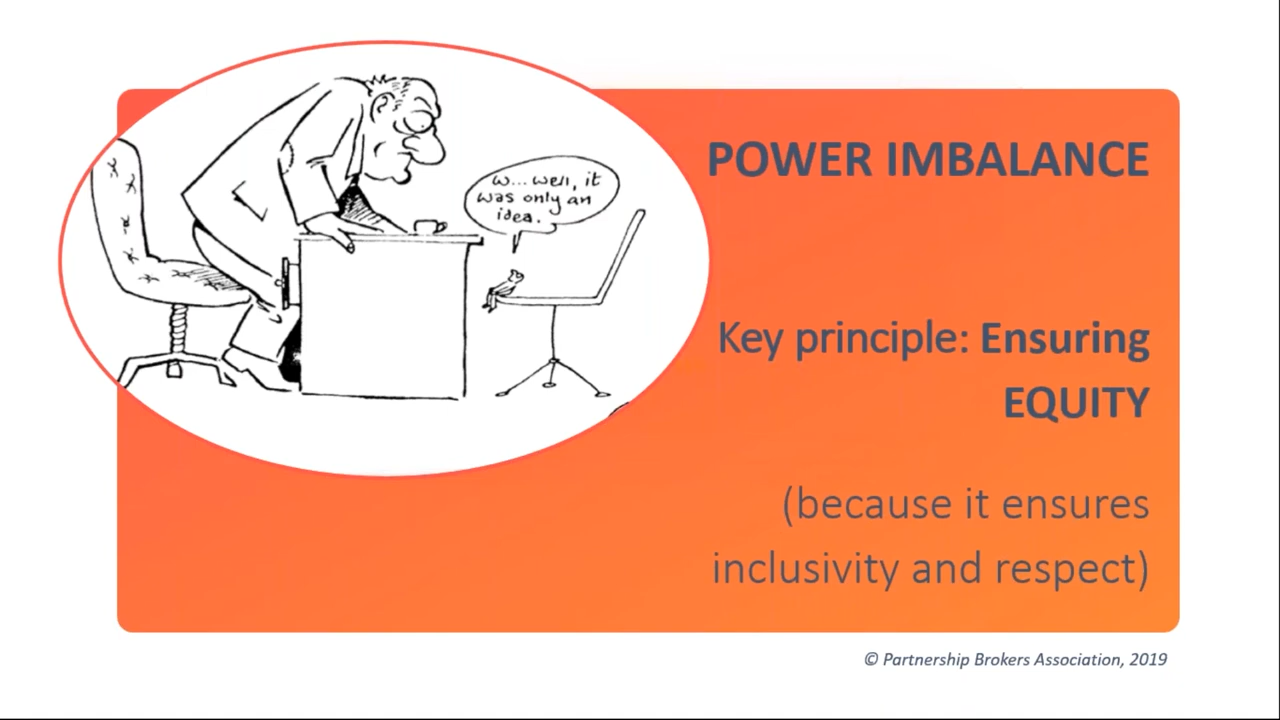 POWER IMBALANCE
w... well, it
was only an
idea.
Key principle: Ensuring
EQUITY
(because it ensures
inclusivity and respect)
© Partnership Brokers Association, 2019